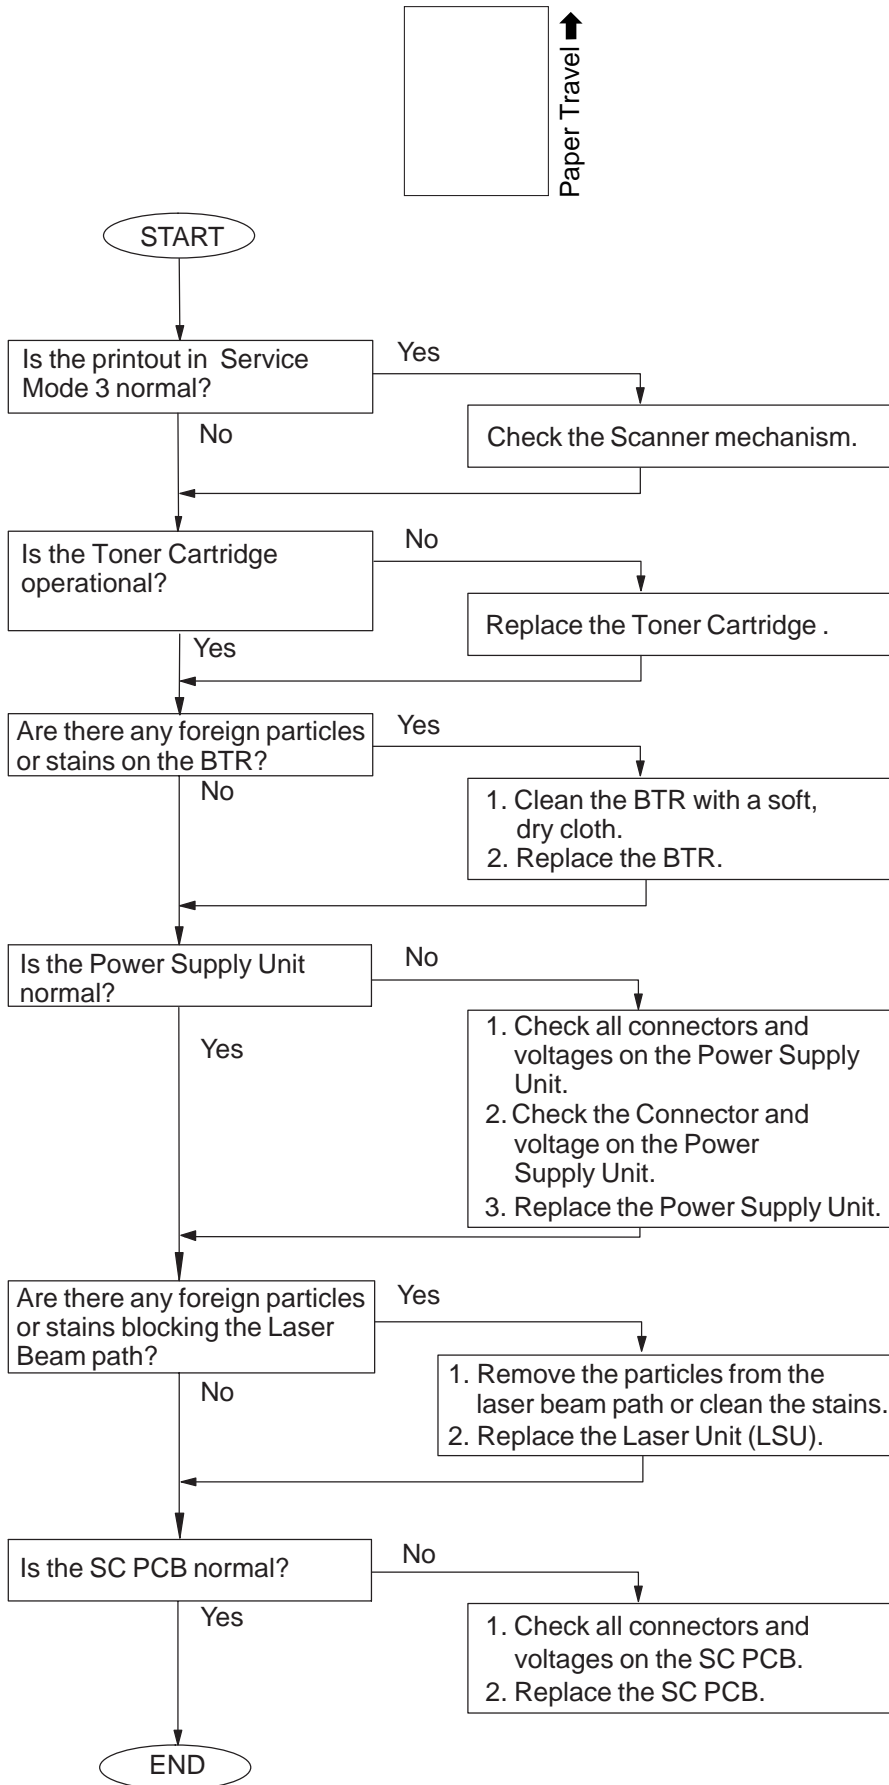 Paper Travel
START
Is the printout in Service
Mode 3 normal?
Yes
No
Check the Scanner mechanism.
Is the Toner Cartridge
operational?
No
Yes
Replace the Toner Cartridge .
Are there any foreign particles
or stains on the BTR?
Yes
No
1. Clean the BTR with a soft,
dry cloth.
2. Replace the BTR.
Is the Power Supply Unit
normal?
No
Yes
1. Check all connectors and
voltages on the Power Supply
Unit.
2. Check the Connector and
voltage on the Power
Supply Unit.
3. Replace the Power Supply Unit.
Are there any foreign particles
or stains blocking the Laser
Beam path?
Yes
No
1. Remove the particles from the
laser beam path or clean the stains.
2. Replace the Laser Unit (LSU).
Is the SC PCB normal?
No
Yes
1. Check all connectors and
voltages on the SC PCB.
2. Replace the SC PCB.
END